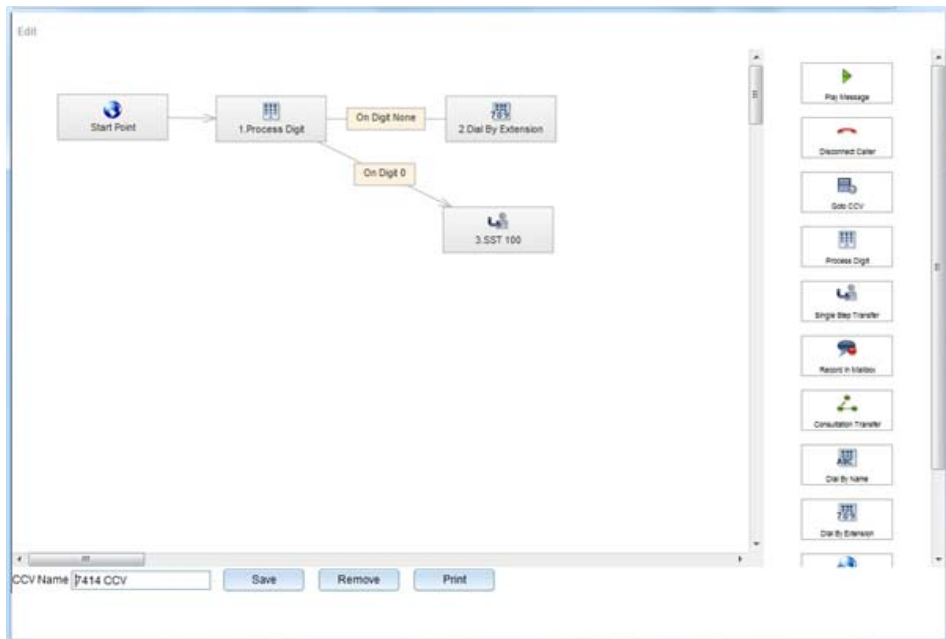 Edit
Start Point
1.Process Digit
On Digit None
2.Dial By Extension
On Digit 0
3.SST 100
Play Message
Disconnect Caller
Goto CCV
Process Digit
Single Step Transfer
Record In Mailbox
Consultation Transfer
Dial By Name
Dial By Extension
CCV Name 7414 CCV
Save
Remove
Print